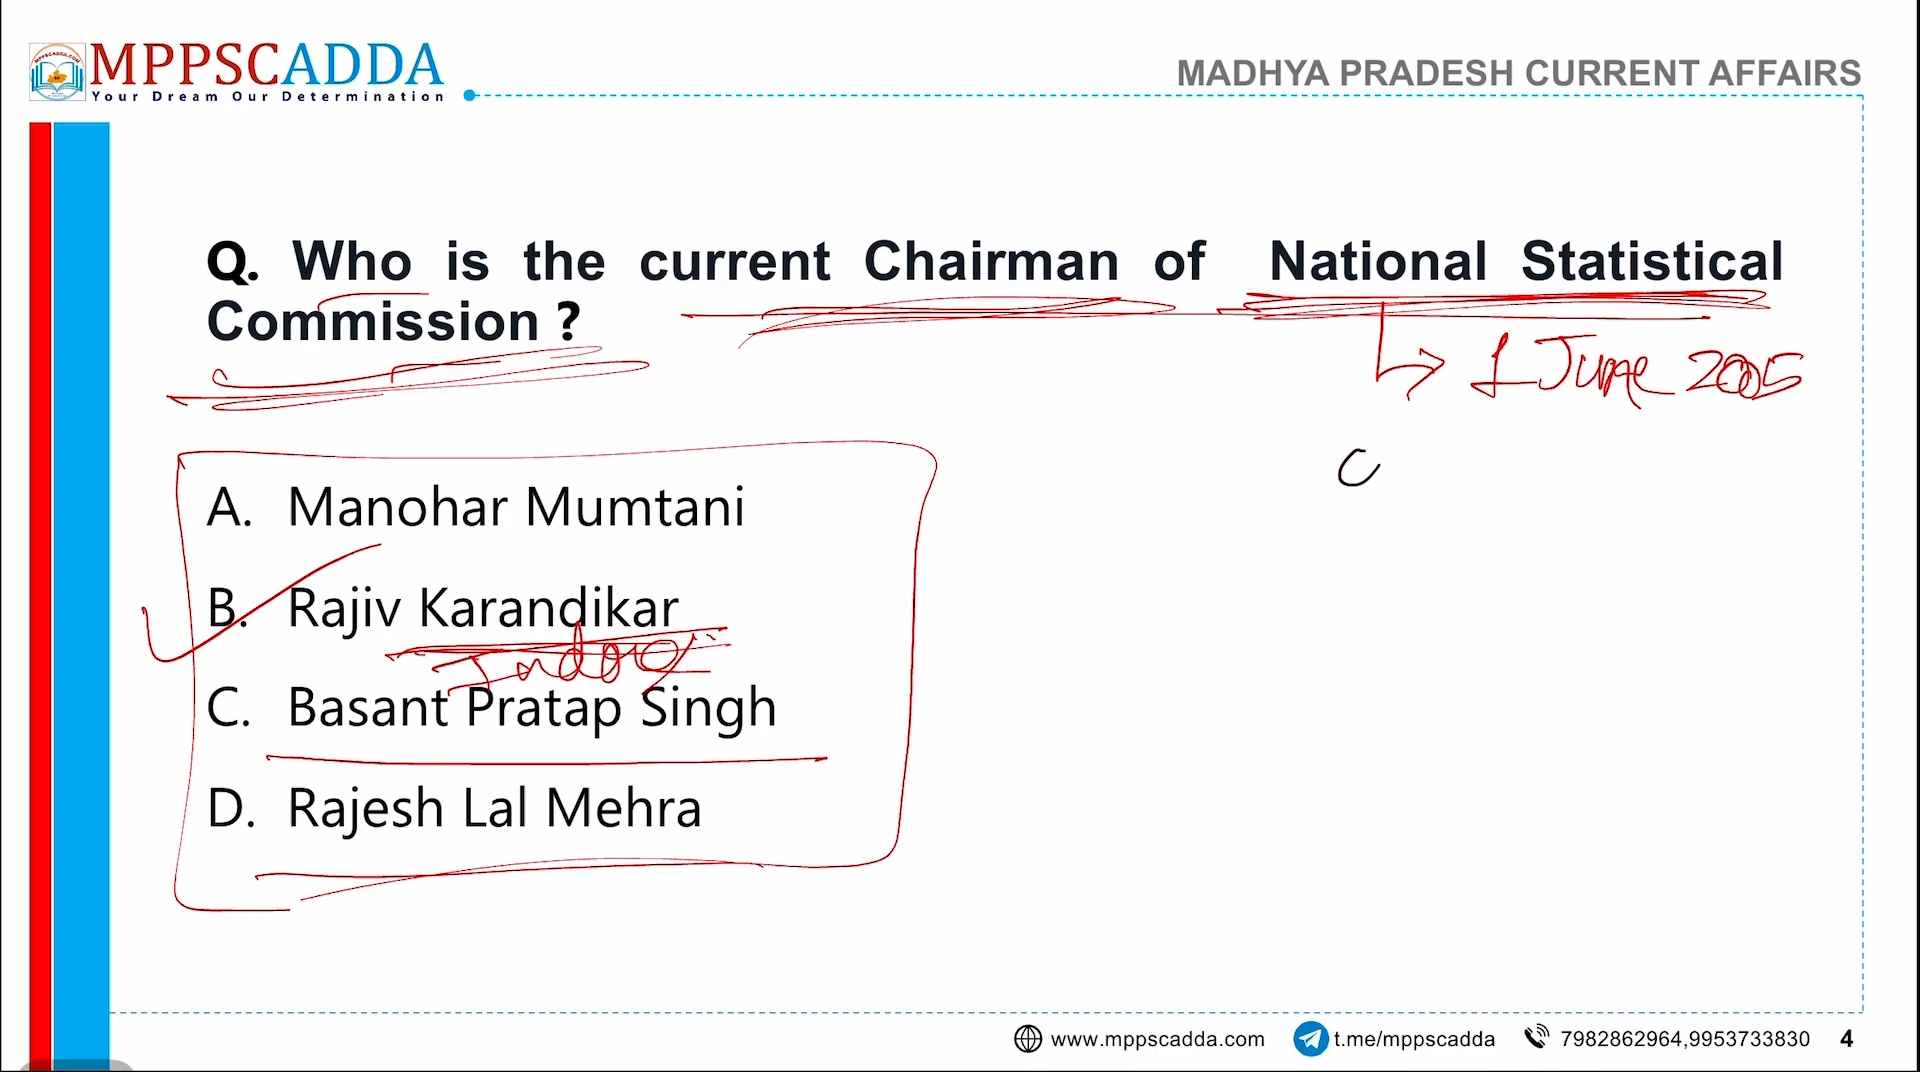 MPPSCADDA
Your Dream Our Determination
MADHYA PRADESH CURRENT AFFAIRS
Q. Who is the current Chairman of National Statistical
Commission ?
1 June 2005
C
A. Manohar Mumtani
B. Rajiv Karandikar
Indore
C. Basant Pratap Singh
D. Rajesh Lal Mehra
www.mppscadda.com t.me/mppscadda 7982862964,9953733830 4